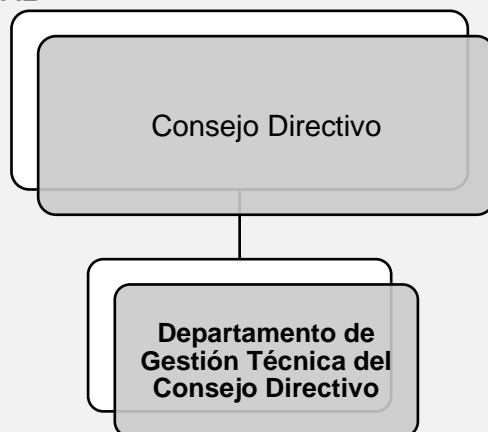 Consejo Directivo
Departamento de
Gestión Técnica del
Consejo Directivo